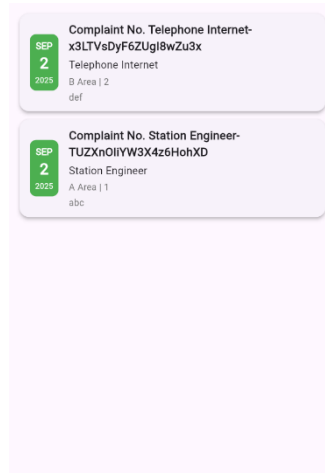 Complaint No. Telephone Internet-
x3LTVsDyF6ZUgI8wZu3x
SEP
2
2025
Telephone Internet
B Area | 2
def
Complaint No. Station Engineer-
TUZXnOIiYW3X4z6HohXD
SEP
2
2025
Station Engineer
A Area | 1
abc